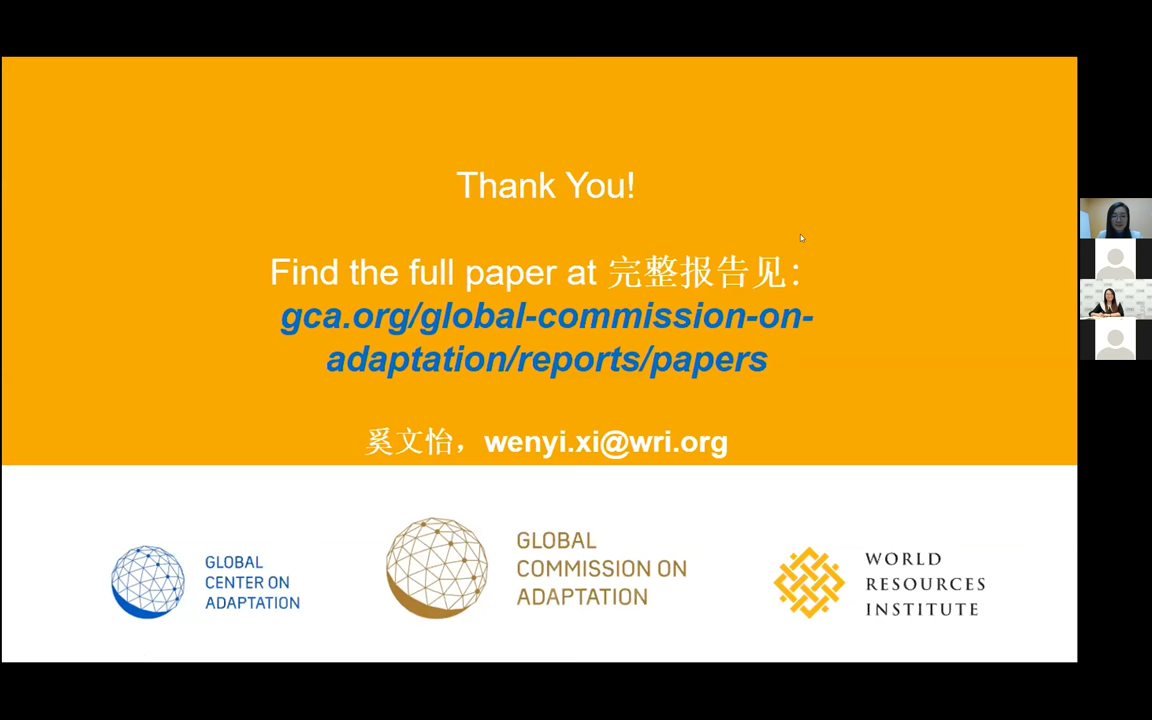 Thank You!
Find the full paper at 完整报告见：
gca.org/global-commission-on-
adaptation/reports/papers
奚文怡，wenyi.xi@wri.org
GLOBAL
CENTER ON
ADAPTATION
GLOBAL
COMMISSION ON
ADAPTATION
WORLD
RESOURCES
INSTITUTE